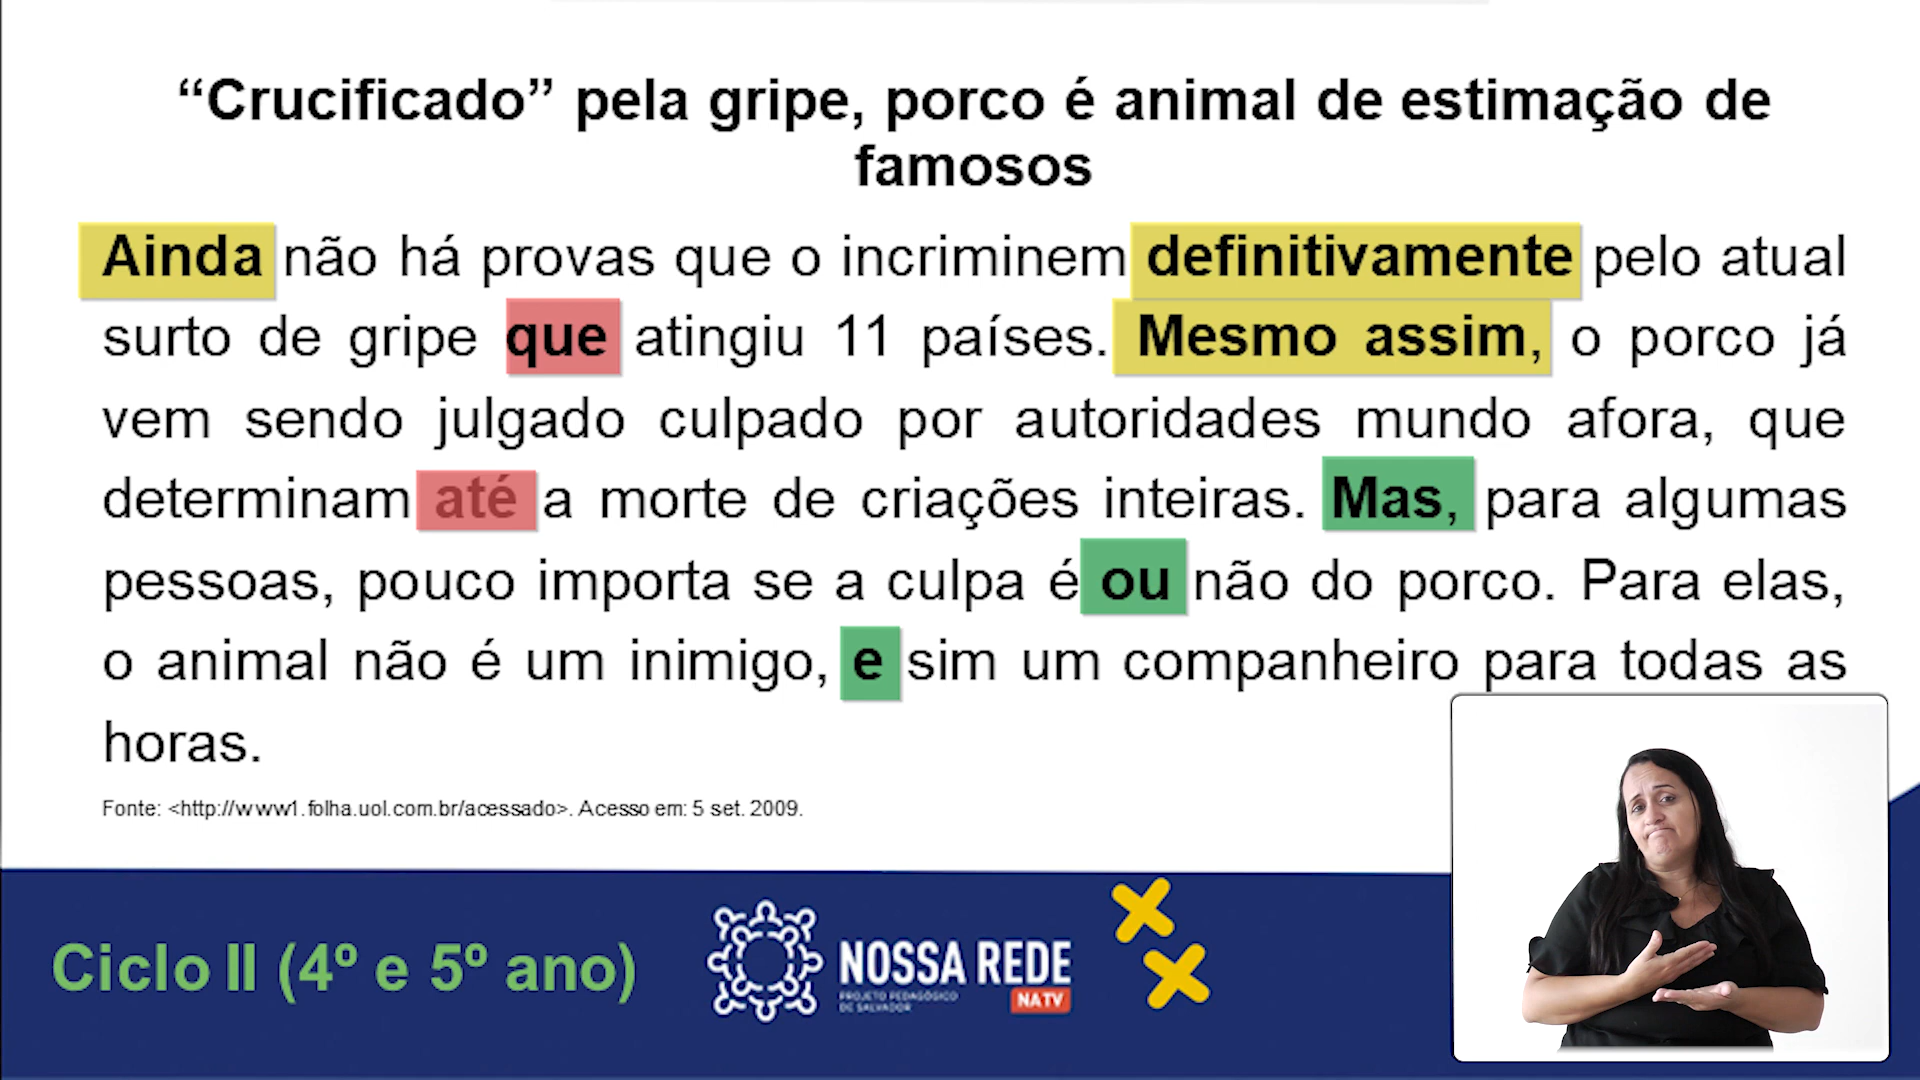 “Crucificado” pela gripe, porco é animal de estimação de
famosos
Ainda não há provas que o incriminem definitivamente pelo atual
surto de gripe que atingiu 11 países. Mesmo assim, o porco já
vem sendo julgado culpado por autoridades mundo afora, que
determinam até a morte de criações inteiras. Mas, para algumas
pessoas, pouco importa se a culpa é ou não do porco. Para elas,
o animal não é um inimigo, e sim um companheiro para todas as
horas.
Fonte: <http://www1.folha.uol.com.br/acessado>. Acesso em: 5 set. 2009.
Ciclo II (4º e 5º ano)
NOSSA REDE
PROJETO PEDAGÓGICO
DE SALVADOR
NA TV